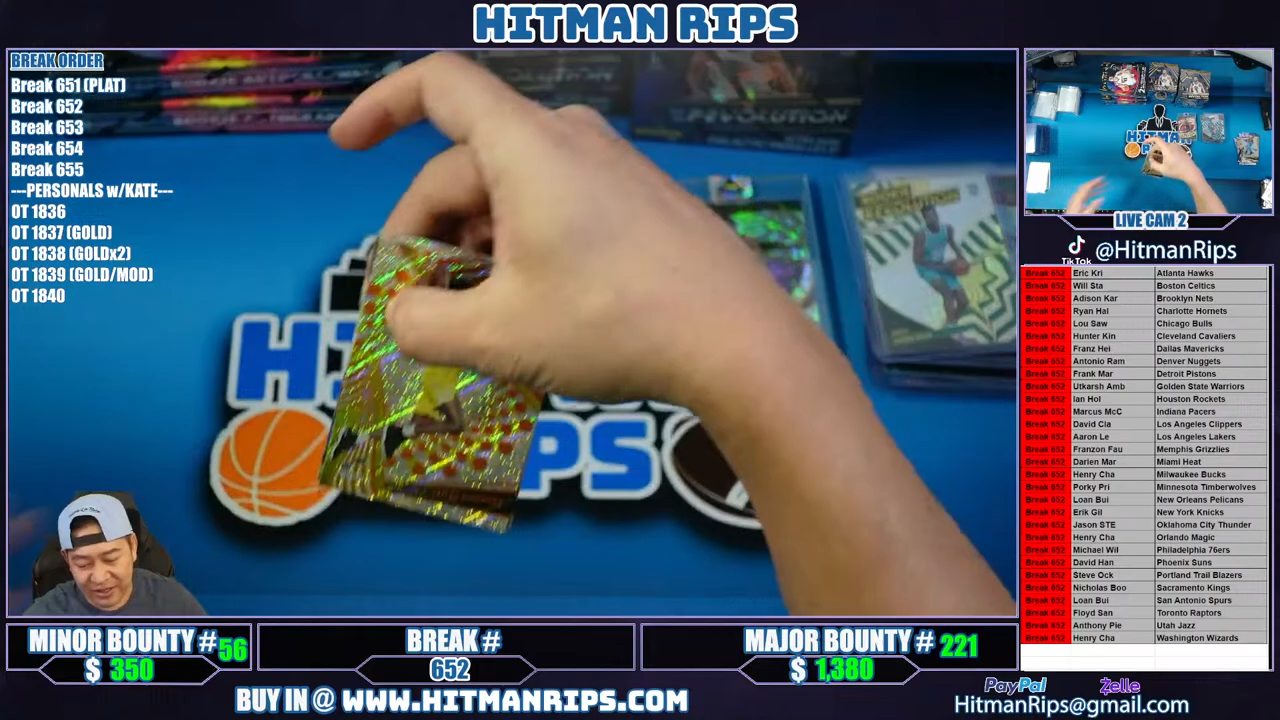 HITMAN RIPS
BREAK ORDER
Break 651 (PLAT)
Break 652
Break 653
Break 654
Break 655
---PERSONALS w/KATE---
OT 1836
OT 1837 (GOLD)
OT 1838 (GOLDx2)
OT 1839 (GOLD/MOD)
OT 1840
LIVE CAM 2
TikTok @HitmanRips
Break 652 Eric Kri Atlanta Hawks
Break 652 Will Sta Boston Celtics
Break 652 Adison Kar Brooklyn Nets
Break 652 Ryan Hal Charlotte Hornets
Break 652 Lou Saw Chicago Bulls
Break 652 Hunter Kin Cleveland Cavaliers
Break 652 Franz Hei Dallas Mavericks
Break 652 Antonio Ram Denver Nuggets
Break 652 Frank Mar Detroit Pistons
Break 652 Utkarsh Amb Golden State Warriors
Break 652 Ian Hol Houston Rockets
Break 652 Marcus McC Indiana Pacers
Break 652 David Cla Los Angeles Clippers
Break 652 Aaron Le Los Angeles Lakers
Break 652 Franzon Fau Memphis Grizzlies
Break 652 Darien Mar Miami Heat
Break 652 Henry Cha Milwaukee Bucks
Break 652 Porky Pri Minnesota Timberwolves
Break 652 Loan Bui New Orleans Pelicans
Break 652 Erik Gil New York Knicks
Break 652 Jason STE Oklahoma City Thunder
Break 652 Henry Cha Orlando Magic
Break 652 Michael Wil Philadelphia 76ers
Break 652 David Han Phoenix Suns
Break 652 Steve Ock Portland Trail Blazers
Break 652 Nicholas Boo Sacramento Kings
Break 652 Loan Bui San Antonio Spurs
Break 652 Floyd San Toronto Raptors
Break 652 Anthony Pie Utah Jazz
Break 652 Henry Cha Washington Wizards
MINOR BOUNTY # 56
$ 350
BREAK #
652
MAJOR BOUNTY # 221
$ 1,380
BUY IN @ WWW.HITMANRIPS.COM
PayPal Zelle
HitmanRips@gmail.com